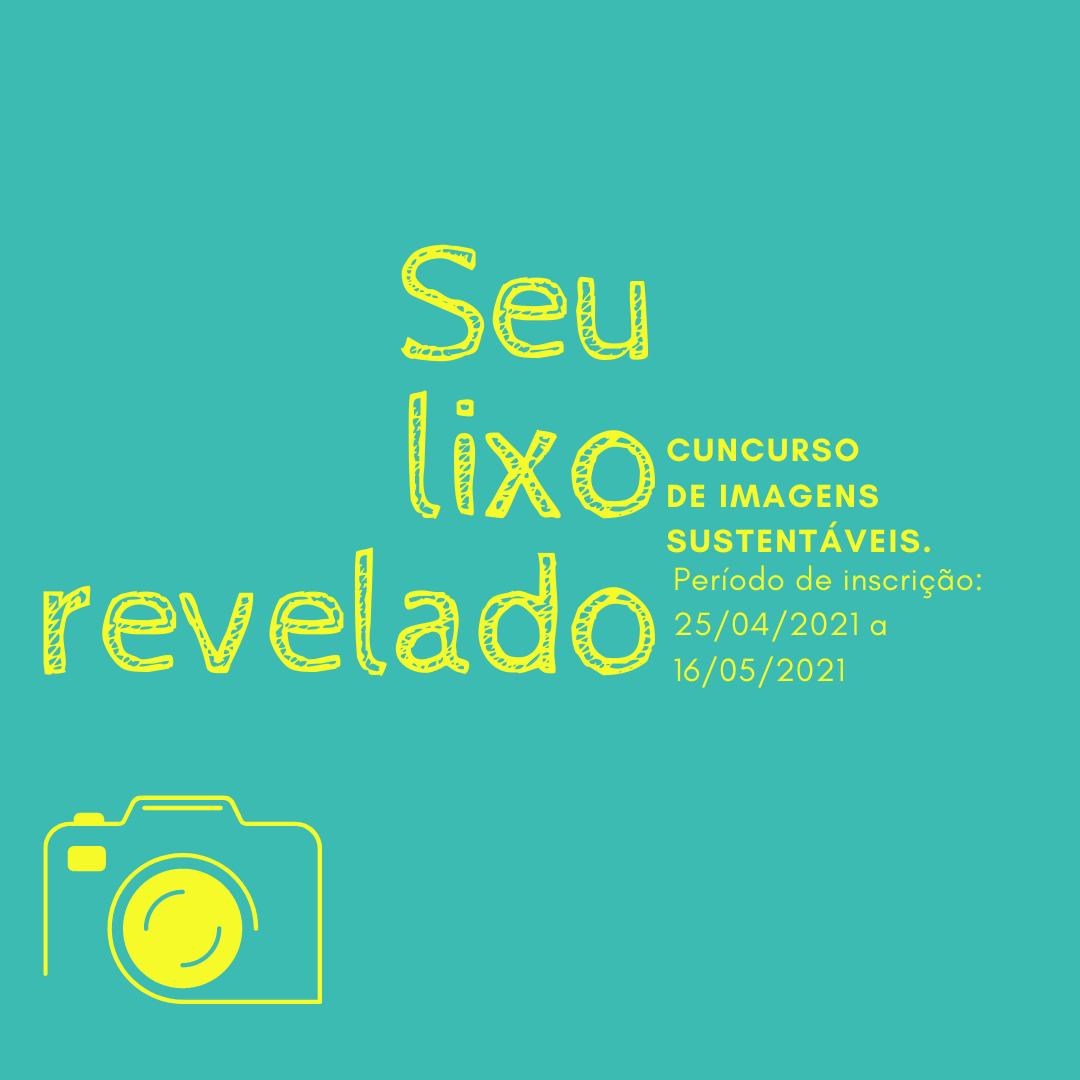 Seu
lixo
revelado
CUNCURSO
DE IMAGENS
SUSTENTÁVEIS.
Período de inscrição:
25/04/2021 a
16/05/2021